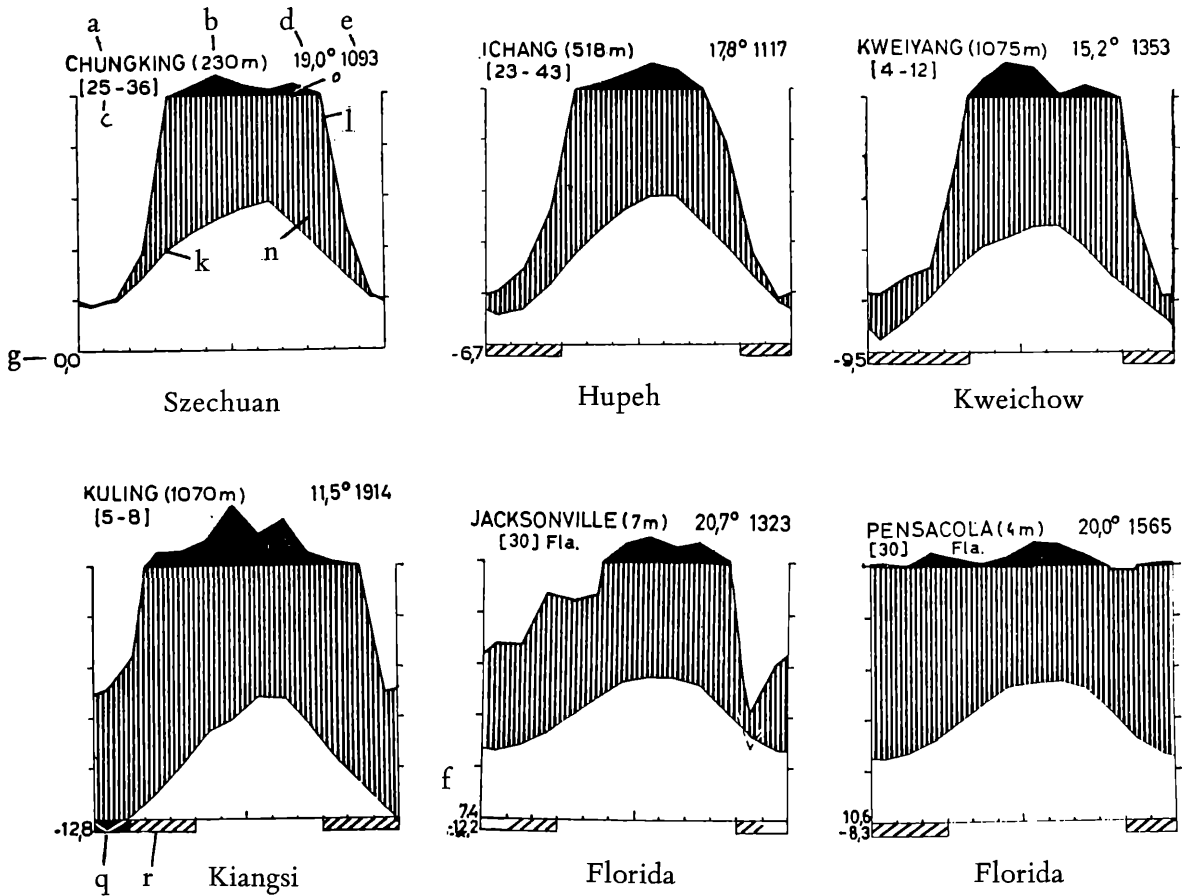 a b d e
CHUNGKING (230m) 19,0° 1093
[25-36] o
c l
k n
g 0,0
Szechuan
ICHANG (518m) 17,8° 1117
[23-43]
-6,7
Hupeh
KWEIYANG (1075m) 15,2° 1353
[4-12]
-9,5
Kweichow
KULING (1070m) 11,5° 1914
[5-8]
-12,8
q r
Kiangsi
JACKSONVILLE (7m) 20,7° 1323
[30] Fla.
f
7,4
-12,2
Florida
PENSACOLA (4m) 20,0° 1565
[30] Fla.
10,6
-8,3
Florida